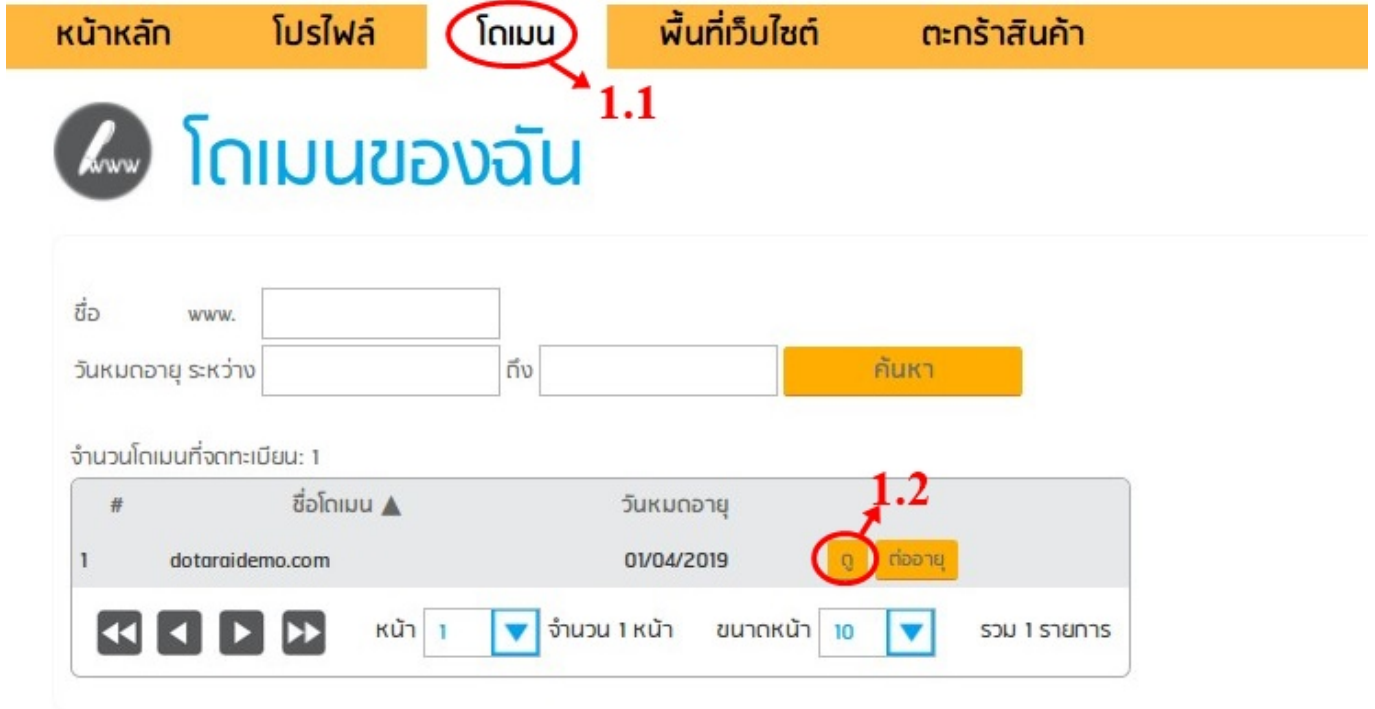 หน้าหลัก โปรไฟล์ โดเมน พื้นที่เว็บไซต์ ตะกร้าสินค้า
1.1
www
โดเมนของฉัน
ชื่อ www.
วันหมดอายุ ระหว่าง ถึง ค้นหา
จำนวนโดเมนที่จดทะเบียน: 1
1.2
# ชื่อโดเมน ▲ วันหมดอายุ
1 dotaraidemo.com 01/04/2019 ดู ต่ออายุ
หน้า 1 จำนวน 1 หน้า ขนาดหน้า 10 รวม 1 รายการ